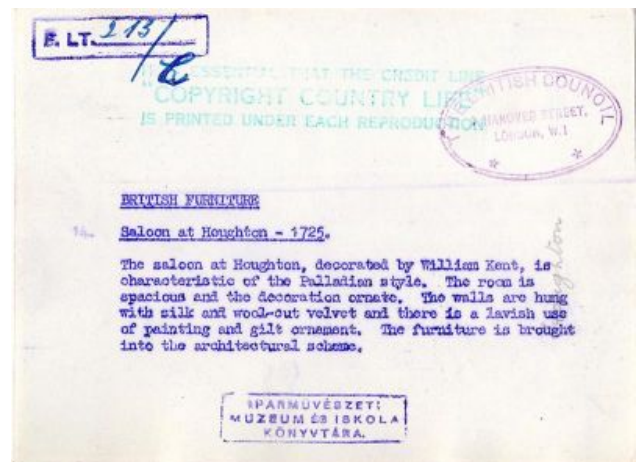 E. LT. 213/
IT IS ESSENTIAL THAT THE CREDIT LINE
"COPYRIGHT COUNTRY LIFE"
IS PRINTED UNDER EACH REPRODUCTION
THE BRITISH COUNCIL
HANOVER STREET,
LONDON, W.1
BRITISH FURNITURE
14. Saloon at Houghton - 1725.
The saloon at Houghton, decorated by William Kent, is
characteristic of the Palladian style. The room is
spacious and the decoration ornate. The walls are hung
with silk and wool-cut velvet and there is a lavish use
of painting and gilt ornament. The furniture is brought
into the architectural scheme.
Houghton
IPARMŰVÉSZETI
MUZEUM ÉS ISKOLA
KÖNYVTÁRA.